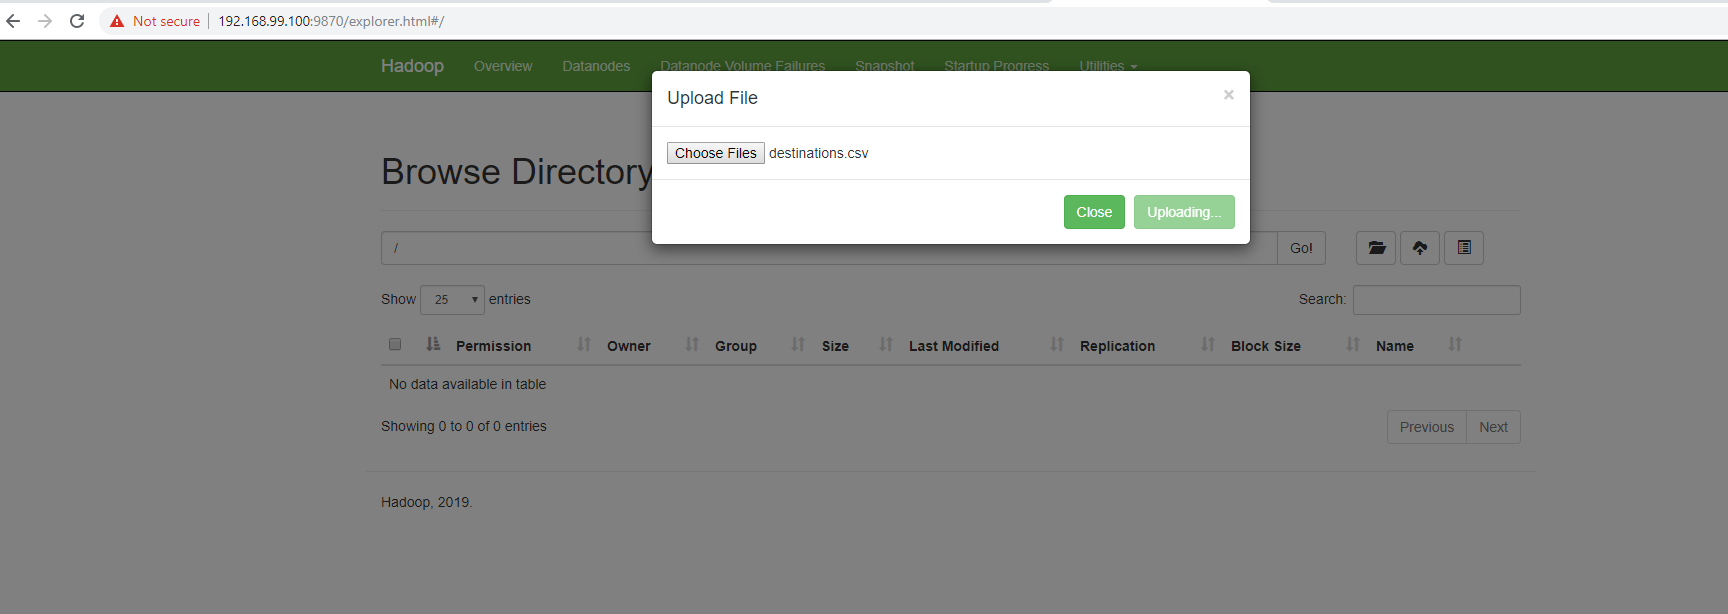 Not secure | 192.168.99.100:9870/explorer.html#/
Hadoop Overview Datanodes Datanode Volume Failures Snapshot Startup Progress Utilities
Upload File ×
Choose Files destinations.csv
Close Uploading...
Browse Directory
/ Go!
Show 25 entries Search:
Permission Owner Group Size Last Modified Replication Block Size Name
No data available in table
Showing 0 to 0 of 0 entries Previous Next
Hadoop, 2019.